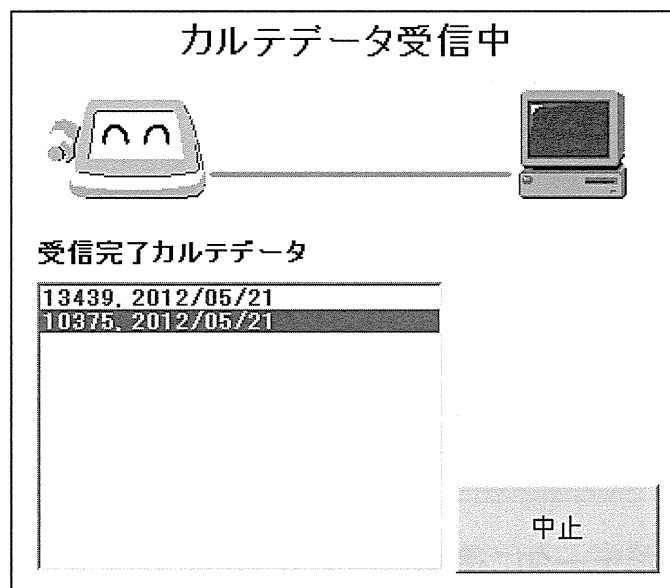 カルテデータ受信中
受信完了カルテデータ
13439, 2012/05/21
10375, 2012/05/21
中止